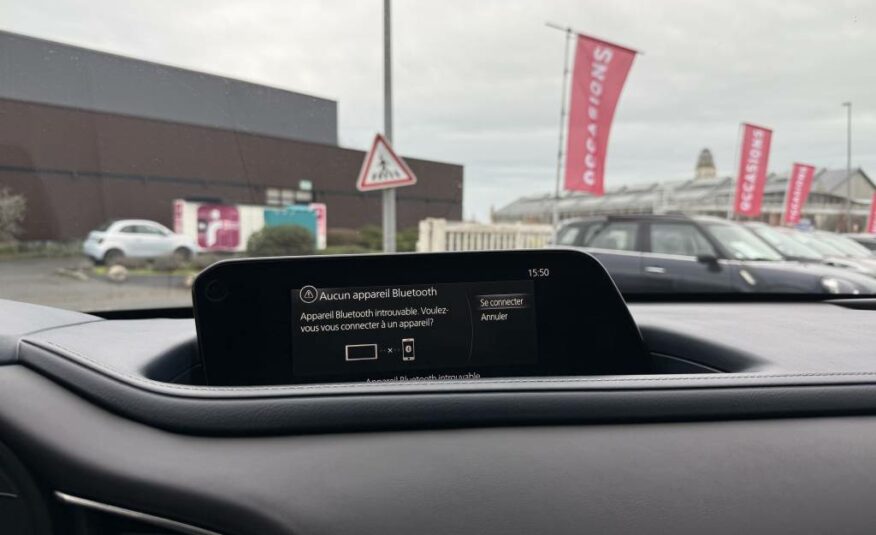 OCCASIONS
OCCASIONS
OCCASIONS
15:50
Aucun appareil Bluetooth
Appareil Bluetooth introuvable. Voulez-
vous vous connecter à un appareil?
Se connecter
Annuler
Appareil Bluetooth introuvable